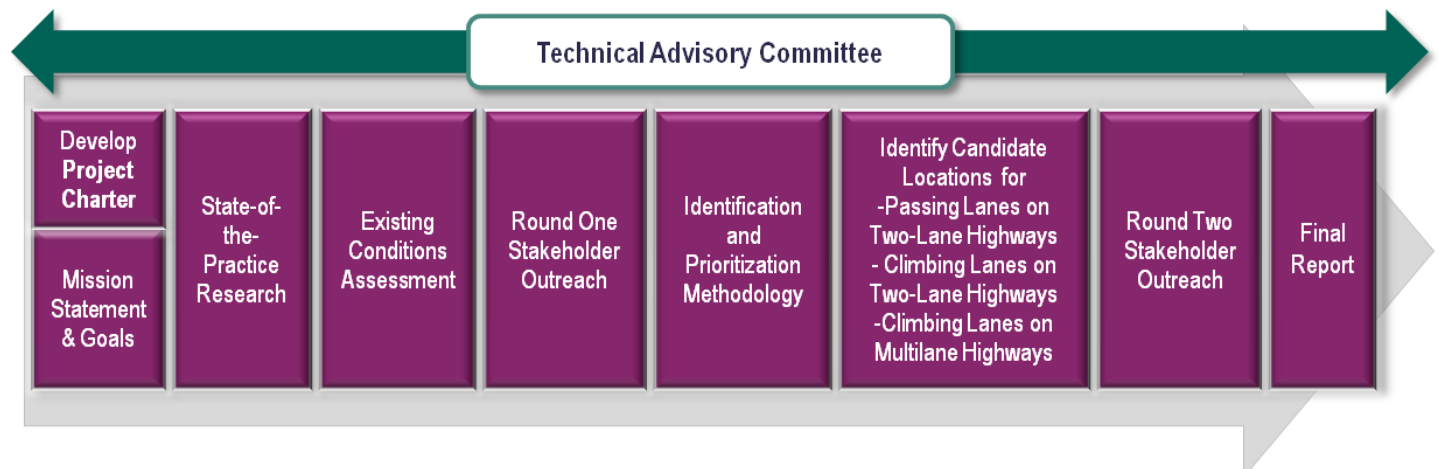 Technical Advisory Committee
Develop
Project
Charter
Mission
Statement
& Goals
State-of-
the-
Practice
Research
Existing
Conditions
Assessment
Round One
Stakeholder
Outreach
Identification
and
Prioritization
Methodology
Identify Candidate
Locations for
-Passing Lanes on
Two-Lane Highways
- Climbing Lanes on
Two-Lane Highways
-Climbing Lanes on
Multilane Highways
Round Two
Stakeholder
Outreach
Final
Report